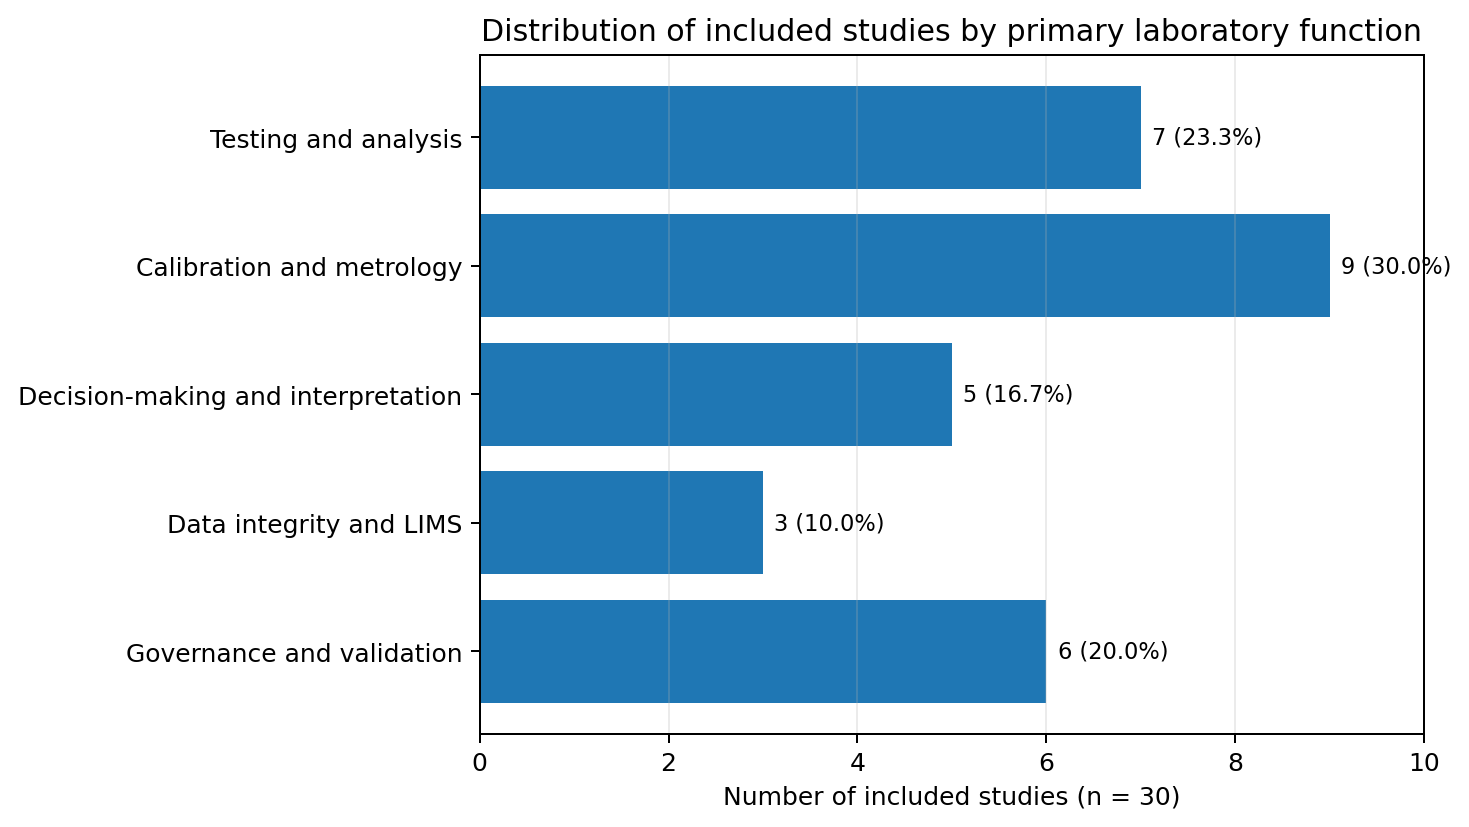 Distribution of included studies by primary laboratory function
Testing and analysis
7 (23.3%)
Calibration and metrology
9 (30.0%)
Decision-making and interpretation
5 (16.7%)
Data integrity and LIMS
3 (10.0%)
Governance and validation
6 (20.0%)
0 2 4 6 8 10
Number of included studies (n = 30)